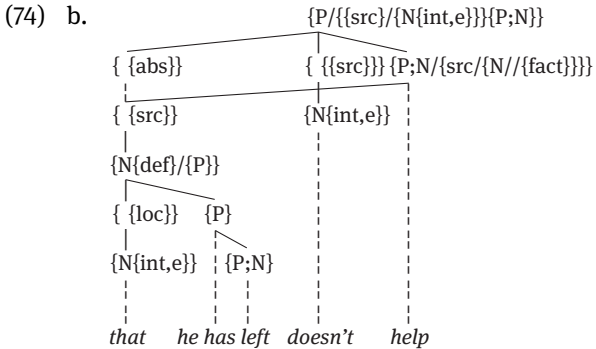 (74) b. {P/{{src}/{N{int,e}}}{P;N}}
{ {abs}} { {{src}}} {P;N/{src/{N//{fact}}}}
{ {src}} {N{int,e}}
{N{def}/{P}}
{ {loc}} {P}
{N{int,e}} {P;N}
that he has left doesn't help